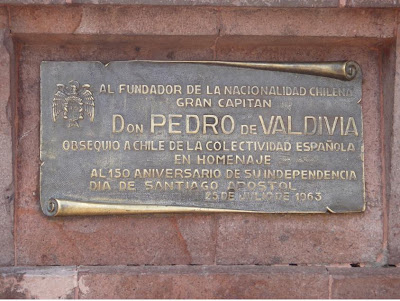 AL FUNDADOR DE LA NACIONALIDAD CHILENA
GRAN CAPITAN
DON PEDRO DE VALDIVIA
OBSEQUIO A CHILE DE LA COLECTIVIDAD ESPAÑOLA
EN HOMENAJE
AL 150 ANIVERSARIO DE SU INDEPENDENCIA
DIA DE SANTIAGO APOSTOL
25 DE JULIO DE 1963